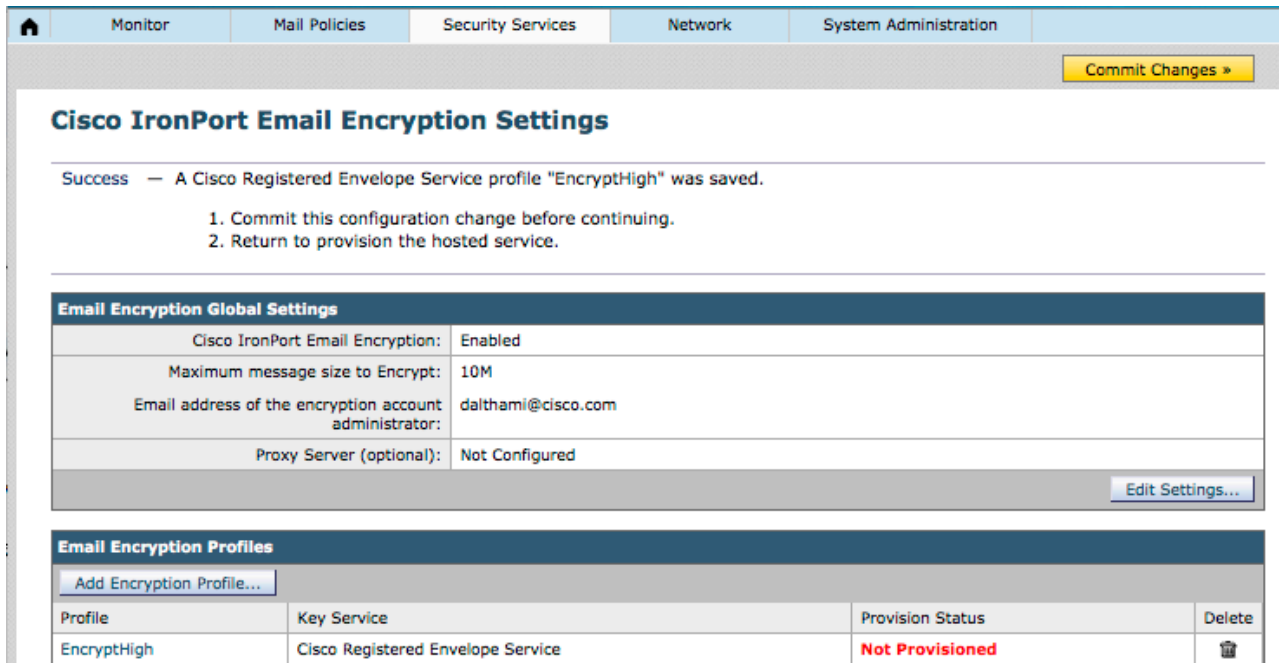 Monitor Mail Policies Security Services Network System Administration
Commit Changes »
Cisco IronPort Email Encryption Settings
Success — A Cisco Registered Envelope Service profile "EncryptHigh" was saved.
1. Commit this configuration change before continuing.
2. Return to provision the hosted service.
Email Encryption Global Settings
Cisco IronPort Email Encryption: Enabled
Maximum message size to Encrypt: 10M
Email address of the encryption account dalthami@cisco.com
administrator:
Proxy Server (optional): Not Configured
Edit Settings...
Email Encryption Profiles
Add Encryption Profile...
Profile Key Service Provision Status Delete
EncryptHigh Cisco Registered Envelope Service Not Provisioned